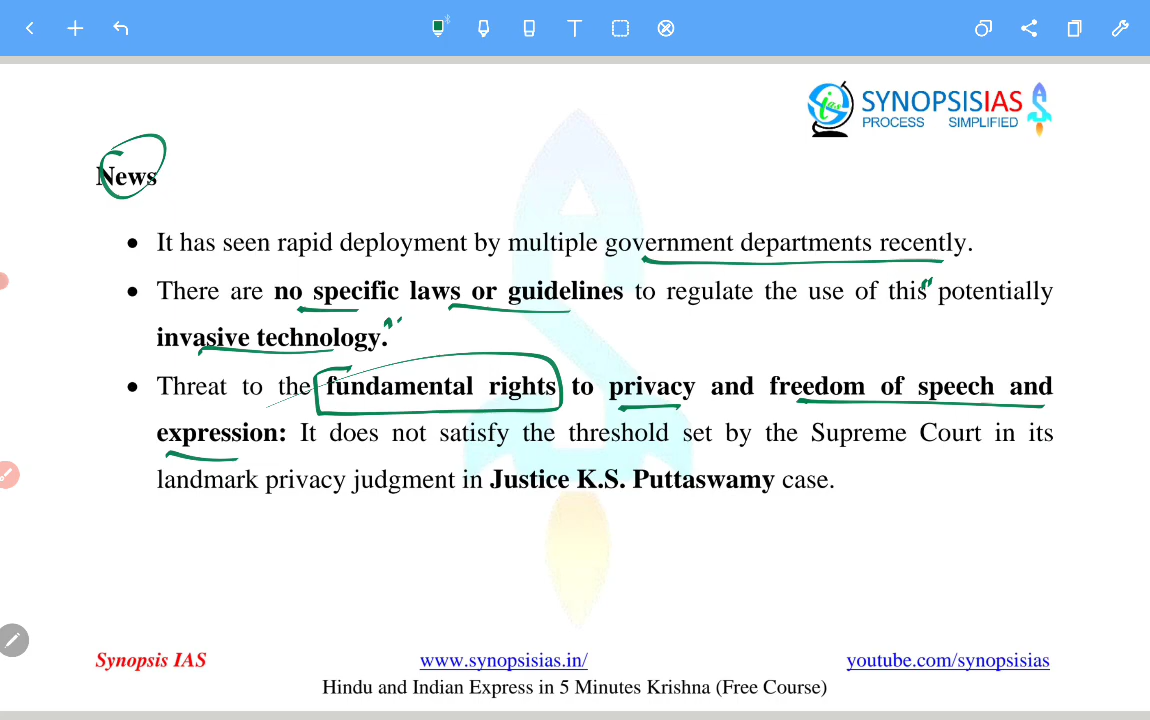 SYNOPSISIAS
PROCESS SIMPLIFIED
News
• It has seen rapid deployment by multiple government departments recently.
• There are no specific laws or guidelines to regulate the use of this potentially
invasive technology.
• Threat to the fundamental rights to privacy and freedom of speech and
expression: It does not satisfy the threshold set by the Supreme Court in its
landmark privacy judgment in Justice K.S. Puttaswamy case.
Synopsis IAS www.synopsisias.in/ youtube.com/synopsisias
Hindu and Indian Express in 5 Minutes Krishna (Free Course)